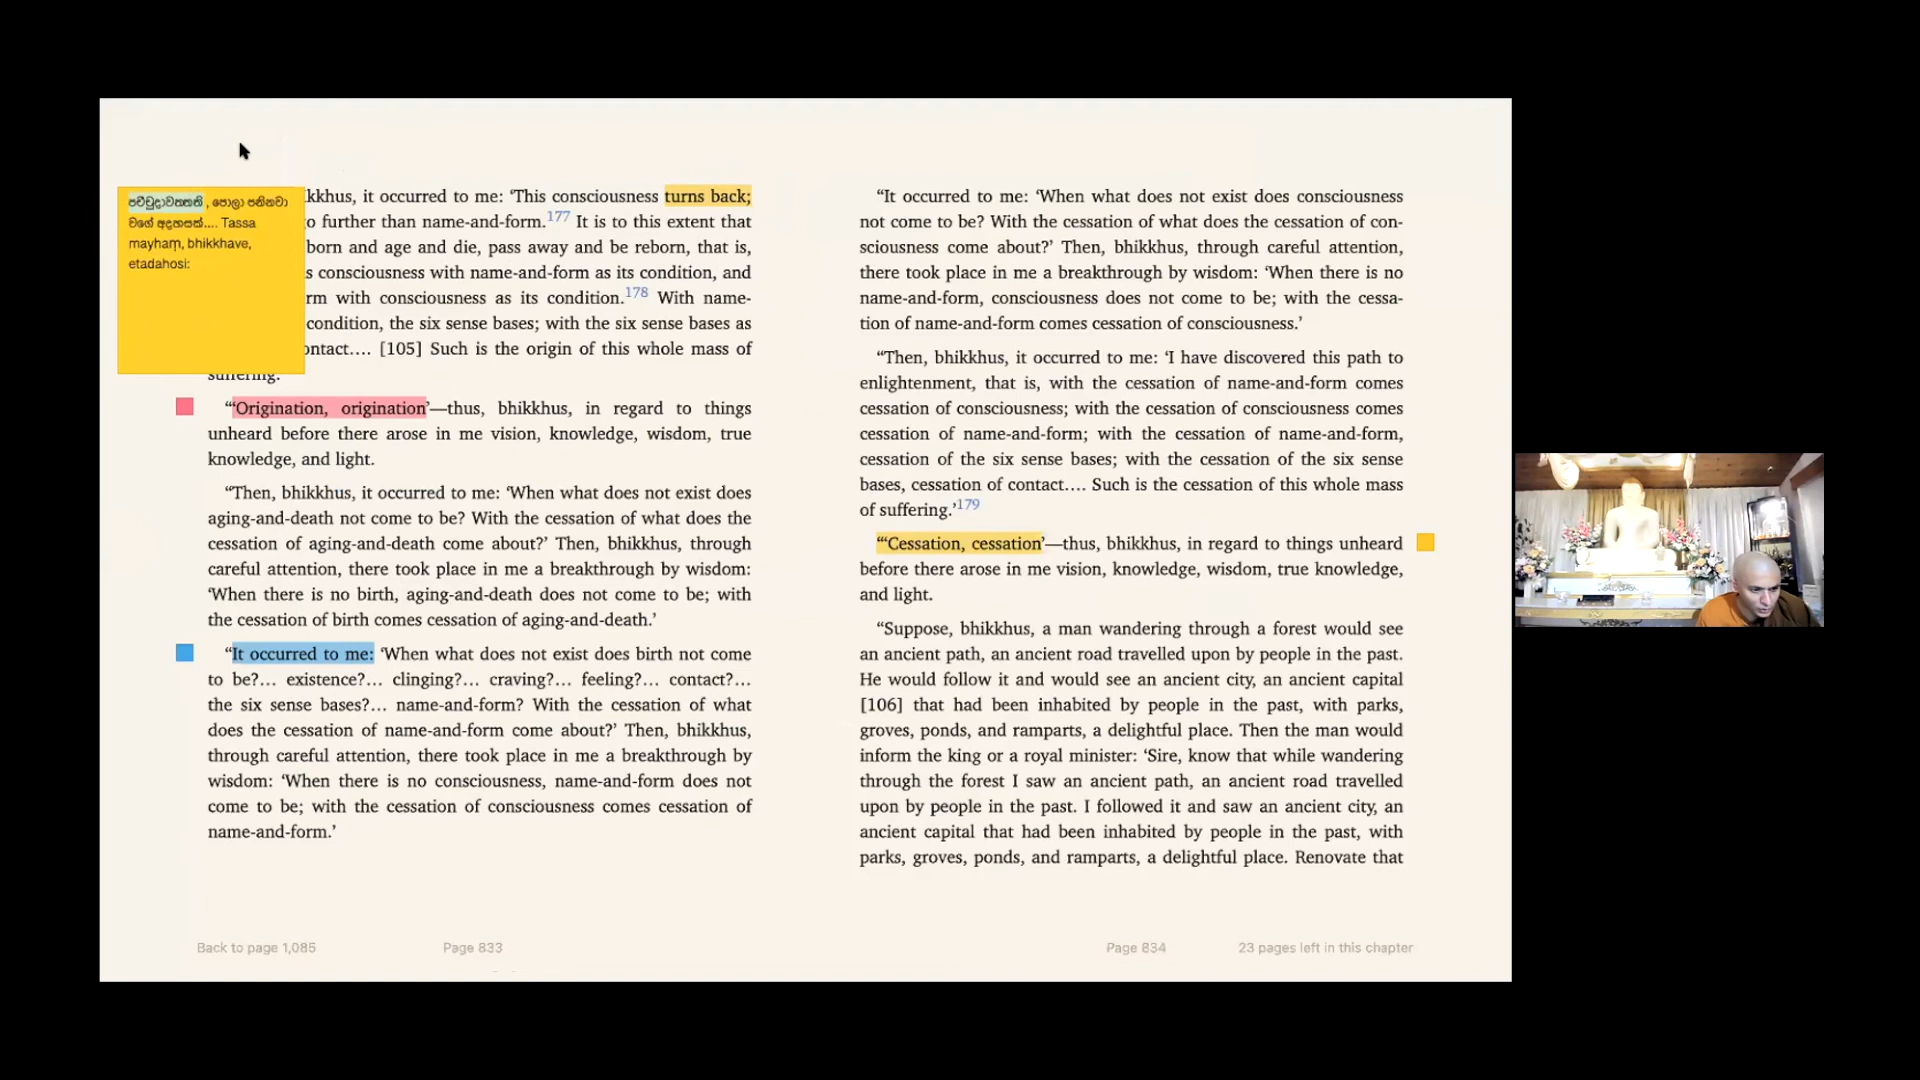 පච්චුදාවත්තති , පොලා පනිනවා
වගේ අදහසක්.... Tassa
mayhaṃ, bhikkhave,
etadahosi:
kkhus, it occurred to me: ‘This consciousness turns back;
o further than name-and-form.177 It is to this extent that
born and age and die, pass away and be reborn, that is,
s consciousness with name-and-form as its condition, and
rm with consciousness as its condition.178 With name-
condition, the six sense bases; with the six sense bases as
ontact…. [105] Such is the origin of this whole mass of
suffering.
“‘Origination, origination’—thus, bhikkhus, in regard to things
unheard before there arose in me vision, knowledge, wisdom, true
knowledge, and light.
“Then, bhikkhus, it occurred to me: ‘When what does not exist does
aging-and-death not come to be? With the cessation of what does the
cessation of aging-and-death come about?’ Then, bhikkhus, through
careful attention, there took place in me a breakthrough by wisdom:
‘When there is no birth, aging-and-death does not come to be; with
the cessation of birth comes cessation of aging-and-death.’
“It occurred to me: ‘When what does not exist does birth not come
to be?… existence?… clinging?… craving?… feeling?… contact?…
the six sense bases?… name-and-form? With the cessation of what
does the cessation of name-and-form come about?’ Then, bhikkhus,
through careful attention, there took place in me a breakthrough by
wisdom: ‘When there is no consciousness, name-and-form does not
come to be; with the cessation of consciousness comes cessation of
name-and-form.’
Back to page 1,085
Page 833
“It occurred to me: ‘When what does not exist does consciousness
not come to be? With the cessation of what does the cessation of con-
sciousness come about?’ Then, bhikkhus, through careful attention,
there took place in me a breakthrough by wisdom: ‘When there is no
name-and-form, consciousness does not come to be; with the cessa-
tion of name-and-form comes cessation of consciousness.’
“Then, bhikkhus, it occurred to me: ‘I have discovered this path to
enlightenment, that is, with the cessation of name-and-form comes
cessation of consciousness; with the cessation of consciousness comes
cessation of name-and-form; with the cessation of name-and-form,
cessation of the six sense bases; with the cessation of the six sense
bases, cessation of contact…. Such is the cessation of this whole mass
of suffering.’179
“‘Cessation, cessation’—thus, bhikkhus, in regard to things unheard
before there arose in me vision, knowledge, wisdom, true knowledge,
and light.
“Suppose, bhikkhus, a man wandering through a forest would see
an ancient path, an ancient road travelled upon by people in the past.
He would follow it and would see an ancient city, an ancient capital
[106] that had been inhabited by people in the past, with parks,
groves, ponds, and ramparts, a delightful place. Then the man would
inform the king or a royal minister: ‘Sire, know that while wandering
through the forest I saw an ancient path, an ancient road travelled
upon by people in the past. I followed it and saw an ancient city, an
ancient capital that had been inhabited by people in the past, with
parks, groves, ponds, and ramparts, a delightful place. Renovate that
Page 834
23 pages left in this chapter